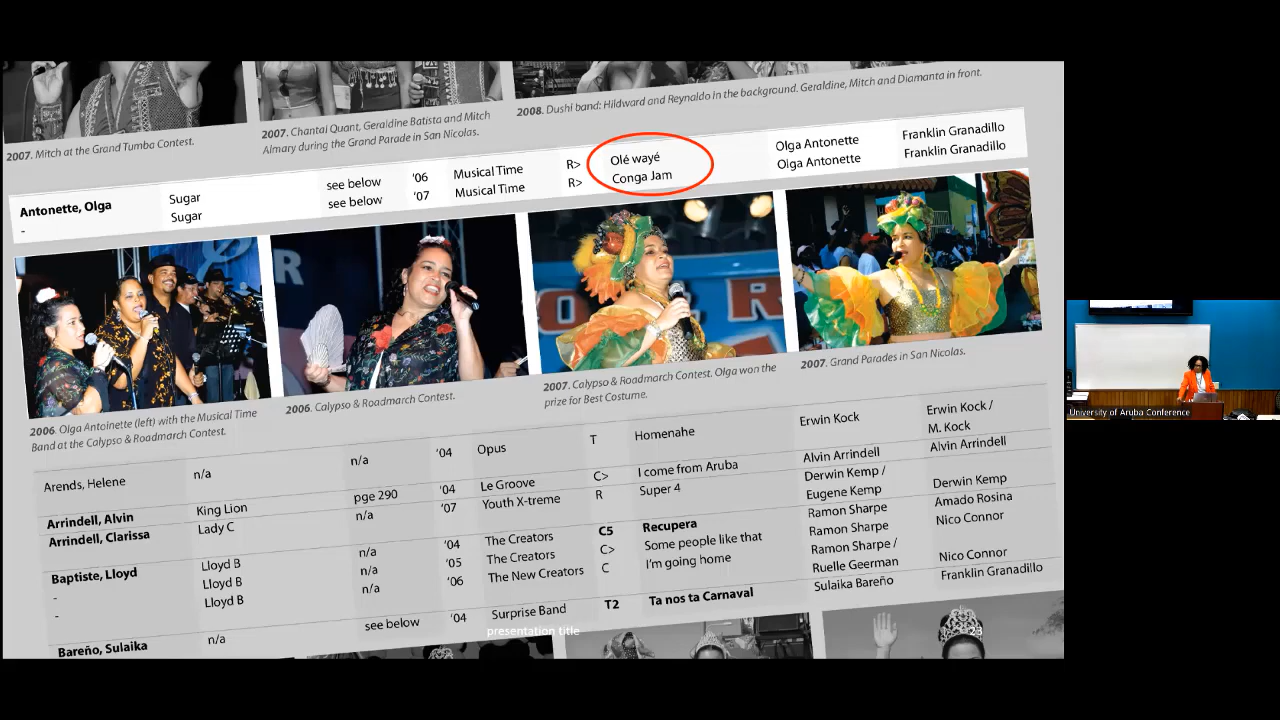 2007. Mitch at the Grand Tumba Contest.
2007. Chantal Quant, Geraldine Batista and Mitch
Almary during the Grand Parade in San Nicolas.
2008. Dushi band: Hildward and Reynaldo in the background. Geraldine, Mitch and Diamanta in front.
Antonette, Olga Sugar see below '06 Musical Time R> Olé wayé Olga Antonette Franklin Granadillo
- Sugar see below '07 Musical Time R> Conga Jam Olga Antonette Franklin Granadillo
2006. Olga Antoinette (left) with the Musical Time
Band at the Calypso & Roadmarch Contest.
2006. Calypso & Roadmarch Contest.
2007. Calypso & Roadmarch Contest. Olga won the
prize for Best Costume.
2007. Grand Parades in San Nicolas.
Arends, Helene n/a n/a '04 Opus T Homenahe Erwin Kock Erwin Kock /
M. Kock
Arrindell, Alvin King Lion pge 290 '04 Le Groove C> I come from Aruba Alvin Arrindell Alvin Arrindell
Arrindell, Clarissa Lady C n/a '07 Youth X-treme R Super 4 Derwin Kemp / Derwin Kemp
Eugene Kemp
Baptiste, Lloyd Lloyd B n/a '04 The Creators C5 Recupera Ramon Sharpe Amado Rosina
- Lloyd B n/a '05 The Creators C> Some people like that Ramon Sharpe Nico Connor
- Lloyd B n/a '06 The New Creators C I'm going home Ramon Sharpe / Nico Connor
Ruelle Geerman
Bareño, Sulaika n/a see below '04 Surprise Band T2 Ta nos ta Carnaval Sulaika Bareño Franklin Granadillo
presentation title
23
University of Aruba Conference